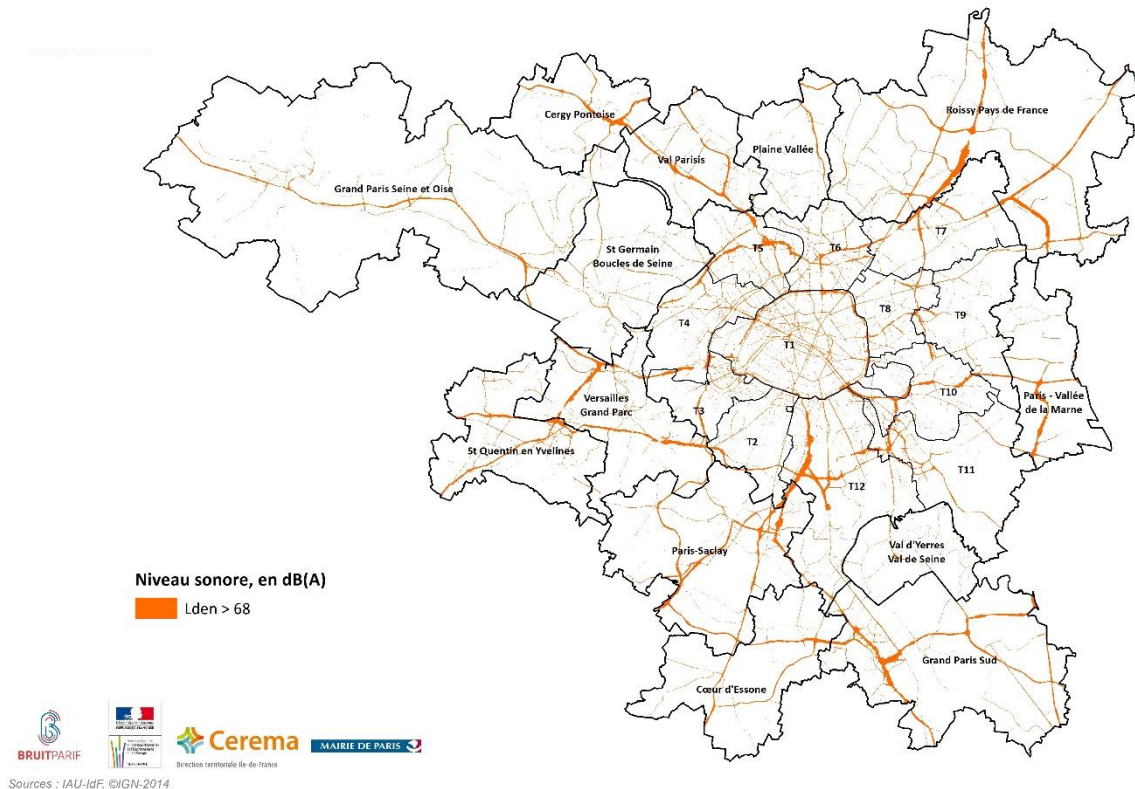 Cergy Pontoise
Roissy Pays de France
Val Parisis
Plaine Vallée
Grand Paris Seine et Oise
T7
St Germain
Boucles de Seine
T5
T6
T8
T9
T4
T1
Versailles
Grand Parc
T10
Paris - Vallée
de la Marne
T3
T2
St Quentin en Yvelines
T11
T12
Paris-Saclay
Val d'Yerres
Val de Seine
Grand Paris Sud
Cœur d'Essone
Niveau sonore, en dB(A)
Lden > 68
BRUITPARIF
Cerema
Direction territoriale Ile-de-France
MAIRIE DE PARIS
Sources : IAU-IdF, ©IGN-2014